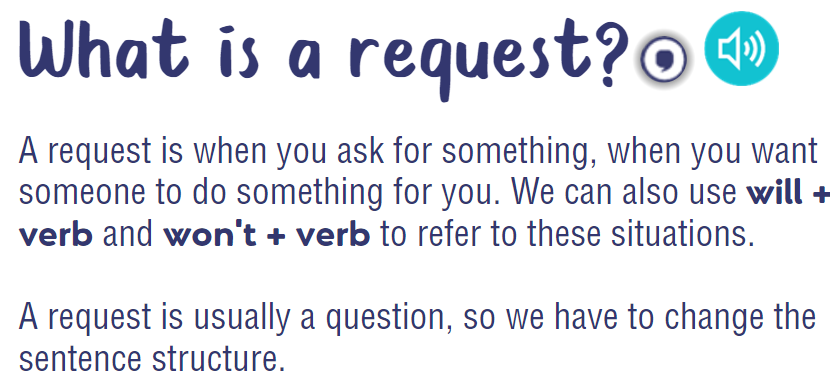 What is a request?
A request is when you ask for something, when you want
someone to do something for you. We can also use will +
verb and won't + verb to refer to these situations.
A request is usually a question, so we have to change the
sentence structure.